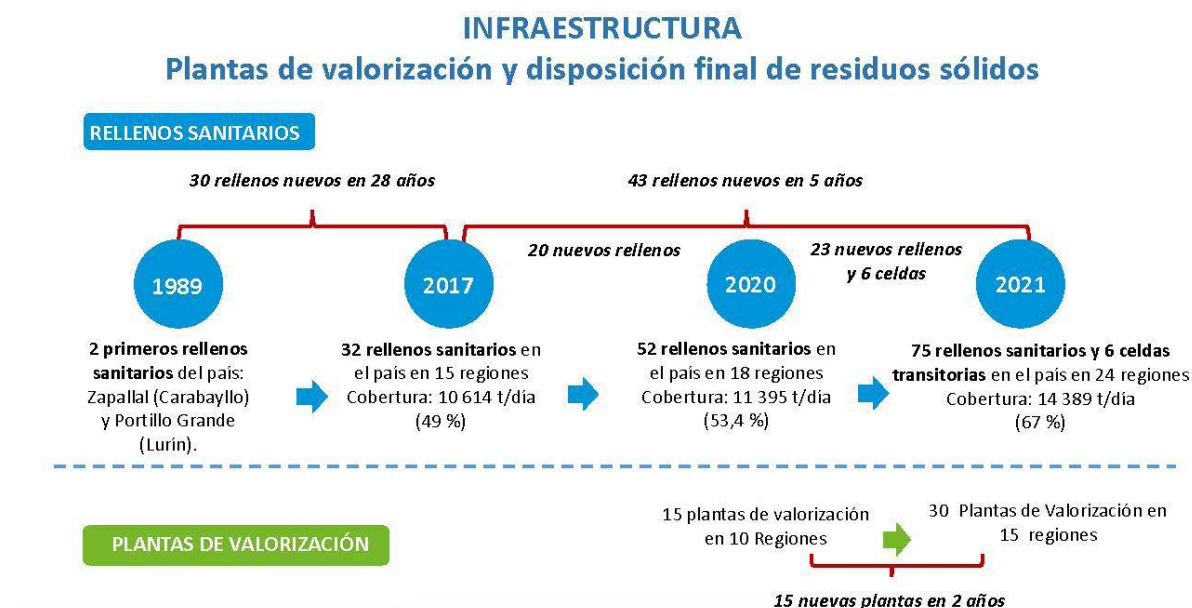 INFRAESTRUCTURA
Plantas de valorización y disposición final de residuos sólidos
RELLENOS SANITARIOS
30 rellenos nuevos en 28 años
43 rellenos nuevos en 5 años
20 nuevos rellenos
23 nuevos rellenos
y 6 celdas
1989
2017
2020
2021
2 primeros rellenos
sanitarios del país:
Zapallal (Carabayllo)
y Portillo Grande
(Lurín).
32 rellenos sanitarios en
el país en 15 regiones
Cobertura: 10 614 t/día
(49 %)
52 rellenos sanitarios en
el país en 18 regiones
Cobertura: 11 395 t/día
(53,4 %)
75 rellenos sanitarios y 6 celdas
transitorias en el país en 24 regiones
Cobertura: 14 389 t/día
(67 %)
PLANTAS DE VALORIZACIÓN
15 plantas de valorización
en 10 Regiones
30 Plantas de Valorización en
15 regiones
15 nuevas plantas en 2 años